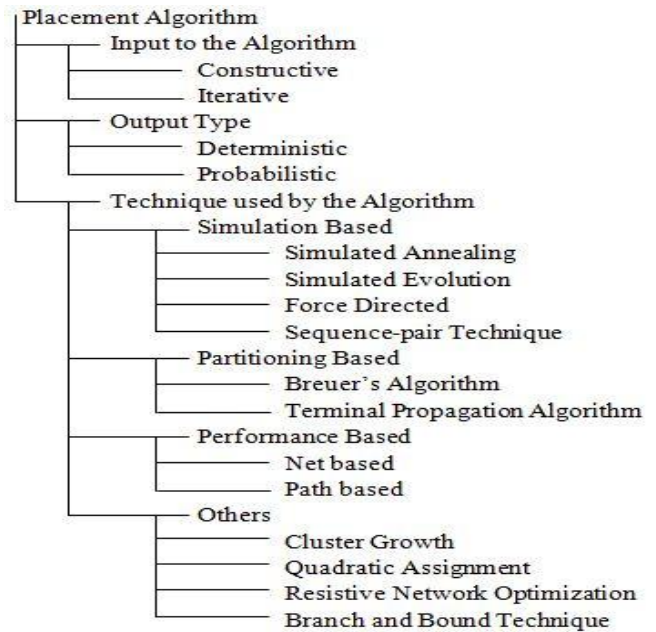 Placement Algorithm
Input to the Algorithm
Constructive
Iterative
Output Type
Deterministic
Probabilistic
Technique used by the Algorithm
Simulation Based
Simulated Annealing
Simulated Evolution
Force Directed
Sequence-pair Technique
Partitioning Based
Breuer’s Algorithm
Terminal Propagation Algorithm
Performance Based
Net based
Path based
Others
Cluster Growth
Quadratic Assignment
Resistive Network Optimization
Branch and Bound Technique